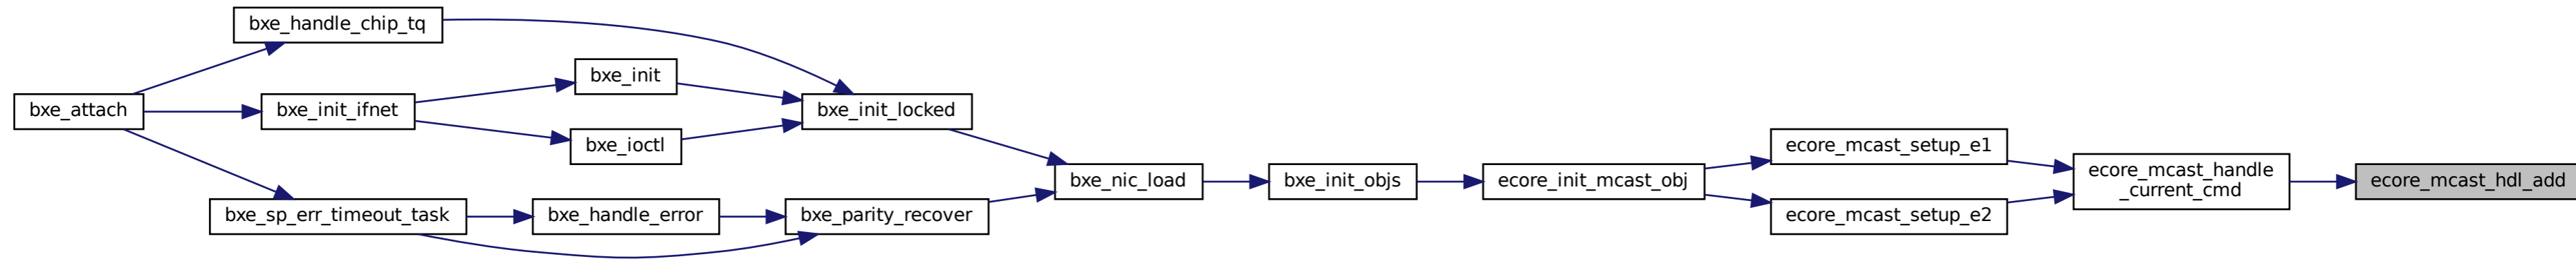 bxe_attach
bxe_handle_chip_tq
bxe_init_ifnet
bxe_sp_err_timeout_task
bxe_init
bxe_ioctl
bxe_handle_error
bxe_init_locked
bxe_parity_recover
bxe_nic_load
bxe_init_objs
ecore_init_mcast_obj
ecore_mcast_setup_e1
ecore_mcast_setup_e2
ecore_mcast_handle
_current_cmd
ecore_mcast_hdl_add